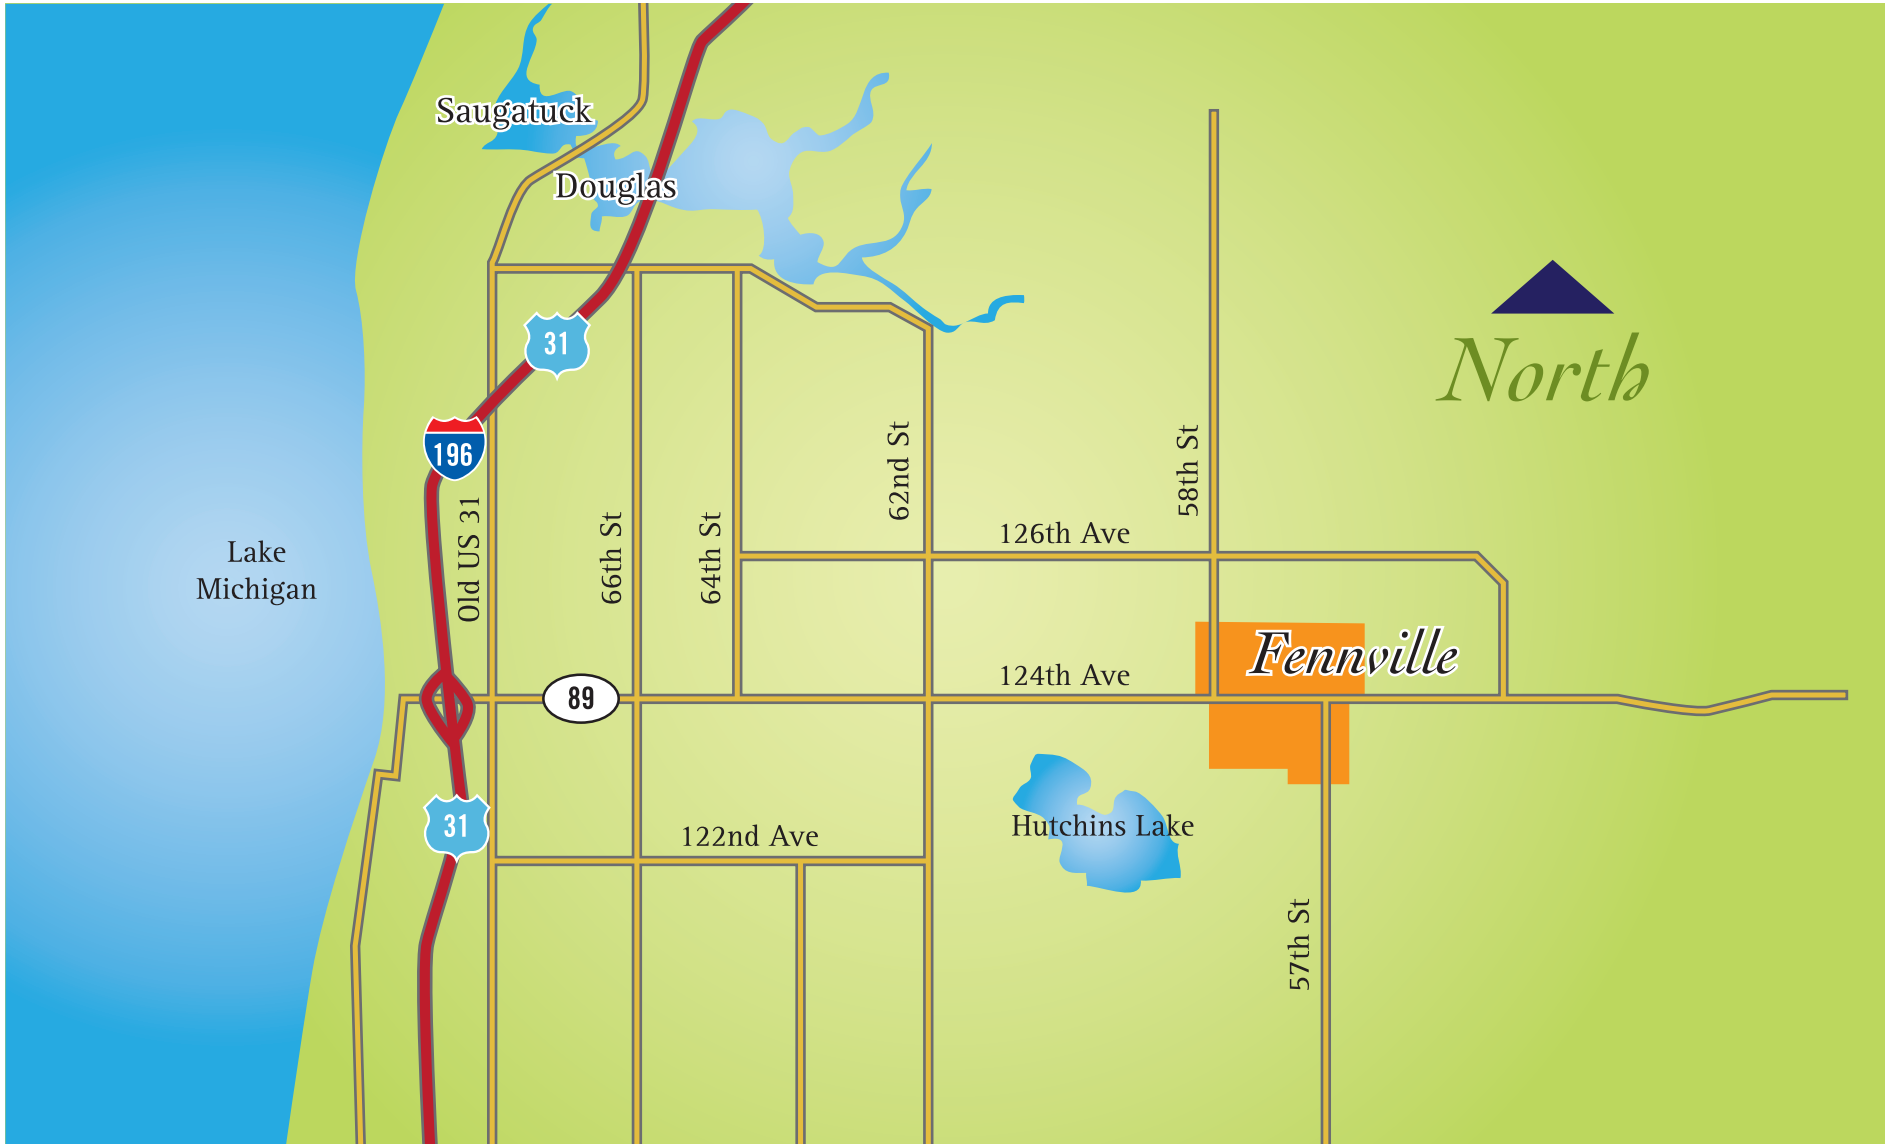 Saugatuck
Douglas
31
North
196
62nd St
58th St
Old US 31
66th St
64th St
126th Ave
Lake
Michigan
Fennville
124th Ave
89
31
122nd Ave
Hutchins Lake
57th St